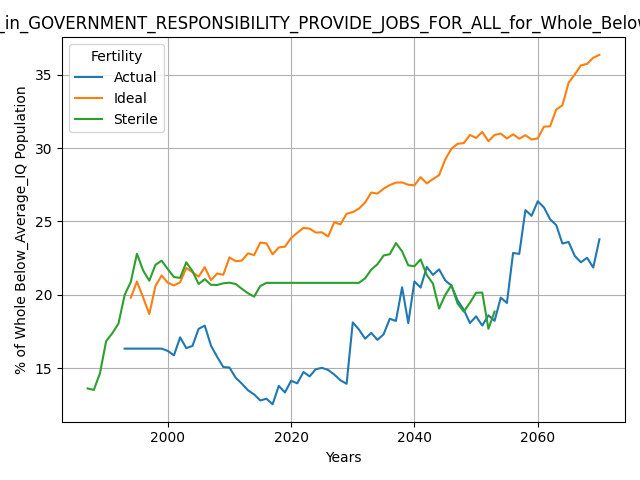 _in_GOVERNMENT_RESPONSIBILITY_PROVIDE_JOBS_FOR_ALL_for_Whole_Below
Fertility
Actual
Ideal
Sterile
% of Whole Below_Average_IQ Population
35
30
25
20
15
2000
2020
2040
2060
Years